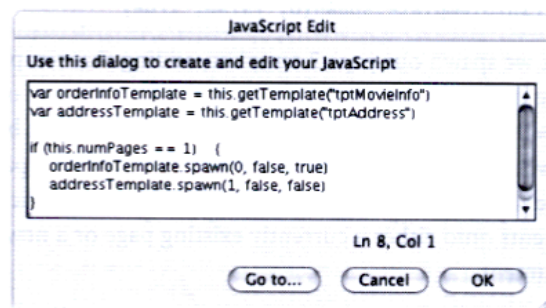 JavaScript Edit
Use this dialog to create and edit your JavaScript
var orderInfoTemplate = this.getTemplate("tptMovieInfo")
var addressTemplate = this.getTemplate("tptAddress")
if (this.numPages == 1) {
orderInfoTemplate.spawn(0, false, true)
addressTemplate.spawn(1, false, false)
}
Ln 8, Col 1
Go to...
Cancel
OK